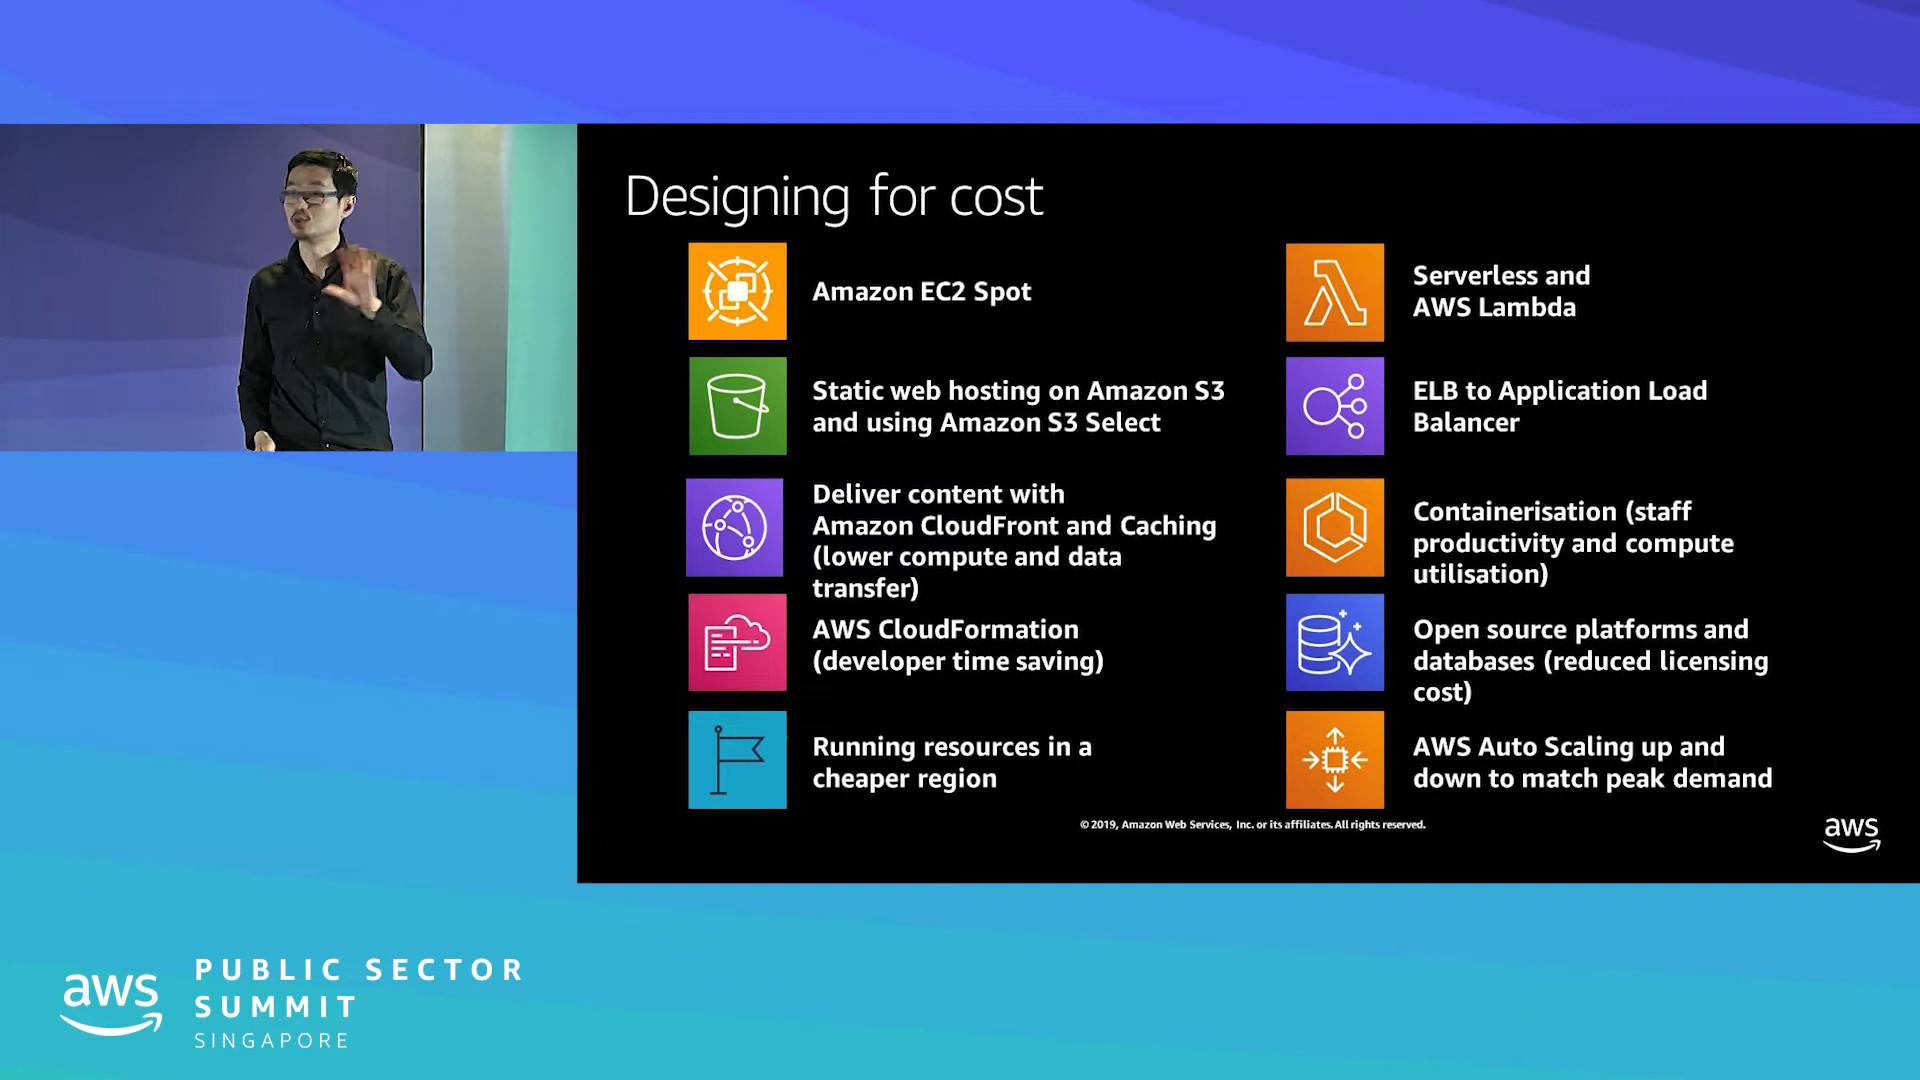 Designing for cost
Amazon EC2 Spot
Static web hosting on Amazon S3
and using Amazon S3 Select
Deliver content with
Amazon CloudFront and Caching
(lower compute and data
transfer)
AWS CloudFormation
(developer time saving)
Running resources in a
cheaper region
Serverless and
AWS Lambda
ELB to Application Load
Balancer
Containerisation (staff
productivity and compute
utilisation)
Open source platforms and
databases (reduced licensing
cost)
AWS Auto Scaling up and
down to match peak demand
© 2019, Amazon Web Services, Inc. or its affiliates. All rights reserved.
aws
aws
PUBLIC SECTOR
SUMMIT
SINGAPORE